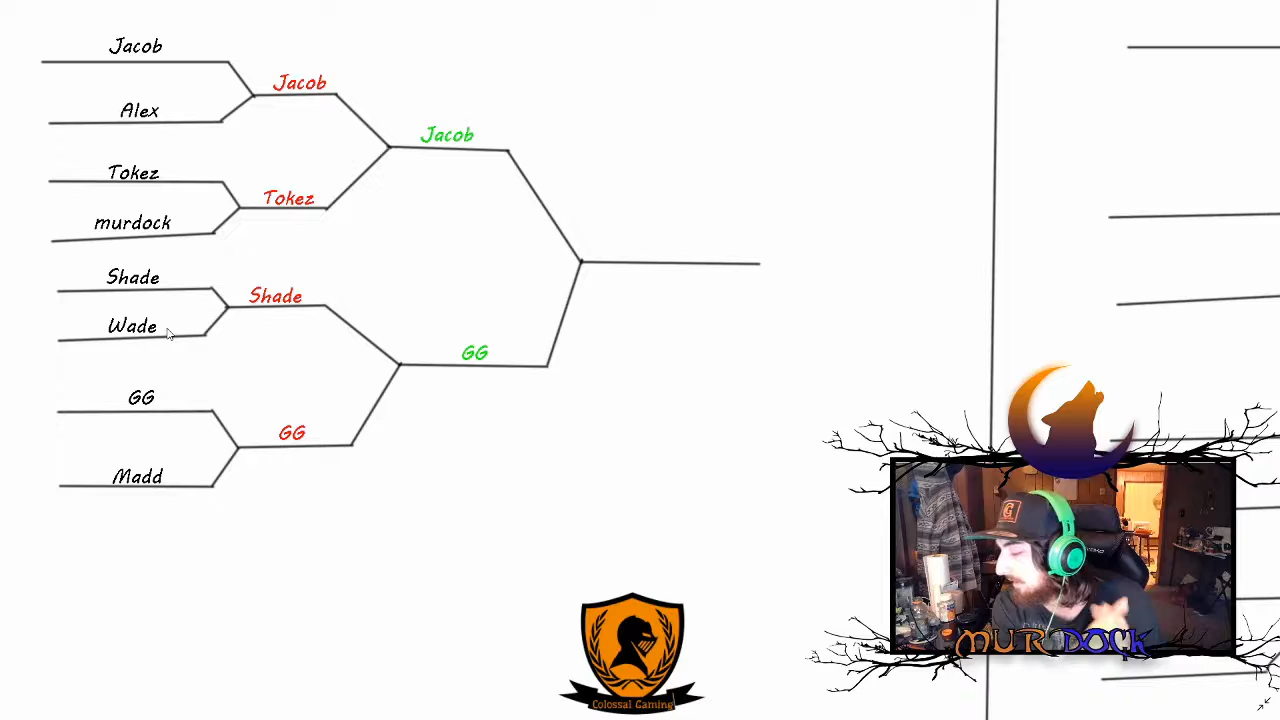 Jacob
Jacob
Alex
Jacob
Tokez
Tokez
murdock
Shade
Shade
Wade
GG
GG
GG
Madd
MURDOCK
Colossal Gaming